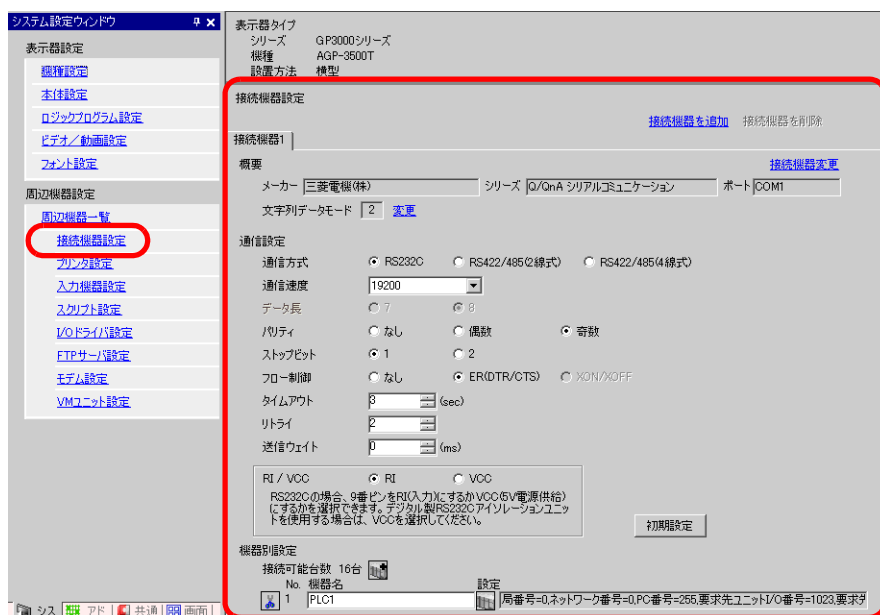 システム設定ウィンドウ
表示器設定
機種設定
本体設定
ロジックプログラム設定
ビデオ／動画設定
フォント設定
周辺機器設定
周辺機器一覧
接続機器設定
プリンタ設定
入力機器設定
スクリプト設定
I/Oドライバ設定
FTPサーバ設定
モデム設定
VMユニット設定
シス アド 共通 画面
表示器タイプ
シリーズ GP3000シリーズ
機種 AGP-3500T
設置方法 横型
接続機器設定
接続機器を追加 接続機器を削除
接続機器1
概要 接続機器変更
メーカー 三菱電機(株) シリーズ Q/QnA シリアルコミュニケーション ポート COM1
文字列データモード 2 変更
通信設定
通信方式 RS232C RS422/485(2線式) RS422/485(4線式)
通信速度 19200
データ長 7 8
パリティ なし 偶数 奇数
ストップビット 1 2
フロー制御 なし ER(DTR/CTS) XON/XOFF
タイムアウト 3 (sec)
リトライ 2
送信ウェイト 0 (ms)
RI / VCC RI VCC
RS232Cの場合、9番ピンをRI(入力)にするかVCC(5V電源供給)
にするかを選択できます。デジタル製RS232Cアイソレーションユニッ
トを使用する場合は、VCCを選択してください。
初期設定
機器別設定
接続可能台数 16台
No. 機器名 設定
1 PLC1 局番号=0,ネットワーク番号=0,PC番号=255,要求先ユニットI/O番号=1023,要求